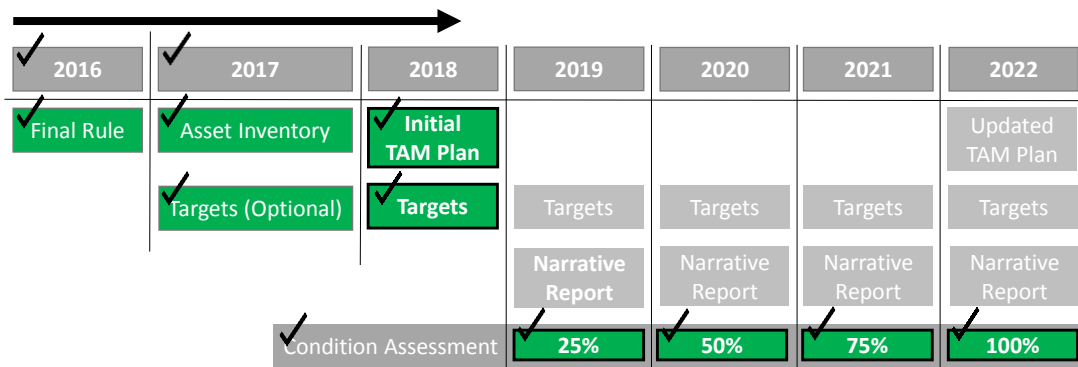 2016
2017
2018
2019
2020
2021
2022
Final Rule
Asset Inventory
Initial
TAM Plan
Updated
TAM Plan
Targets (Optional)
Targets
Targets
Targets
Targets
Targets
Narrative
Report
Narrative
Report
Narrative
Report
Narrative
Report
Condition Assessment
25%
50%
75%
100%